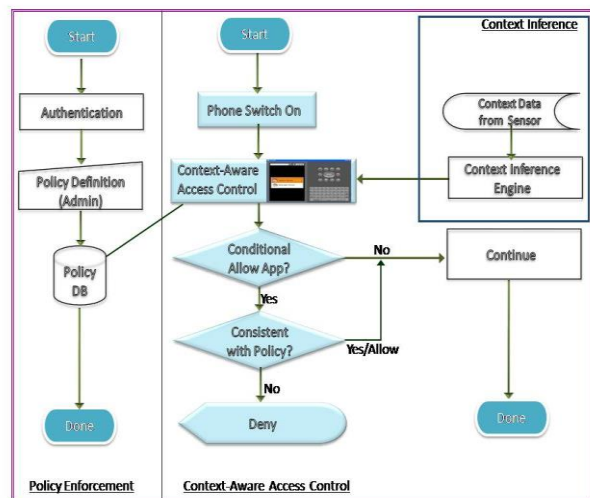 Start
Authentication
Policy Definition
(Admin)
Policy
DB
Done
Policy Enforcement
Start
Phone Switch On
Context-Aware
Access Control
Conditional
Allow App?
No
Yes
Consistent
with Policy?
Yes/Allow
No
Deny
Context-Aware Access Control
Context Inference
Context Data
from Sensor
Context Inference
Engine
Continue
Done